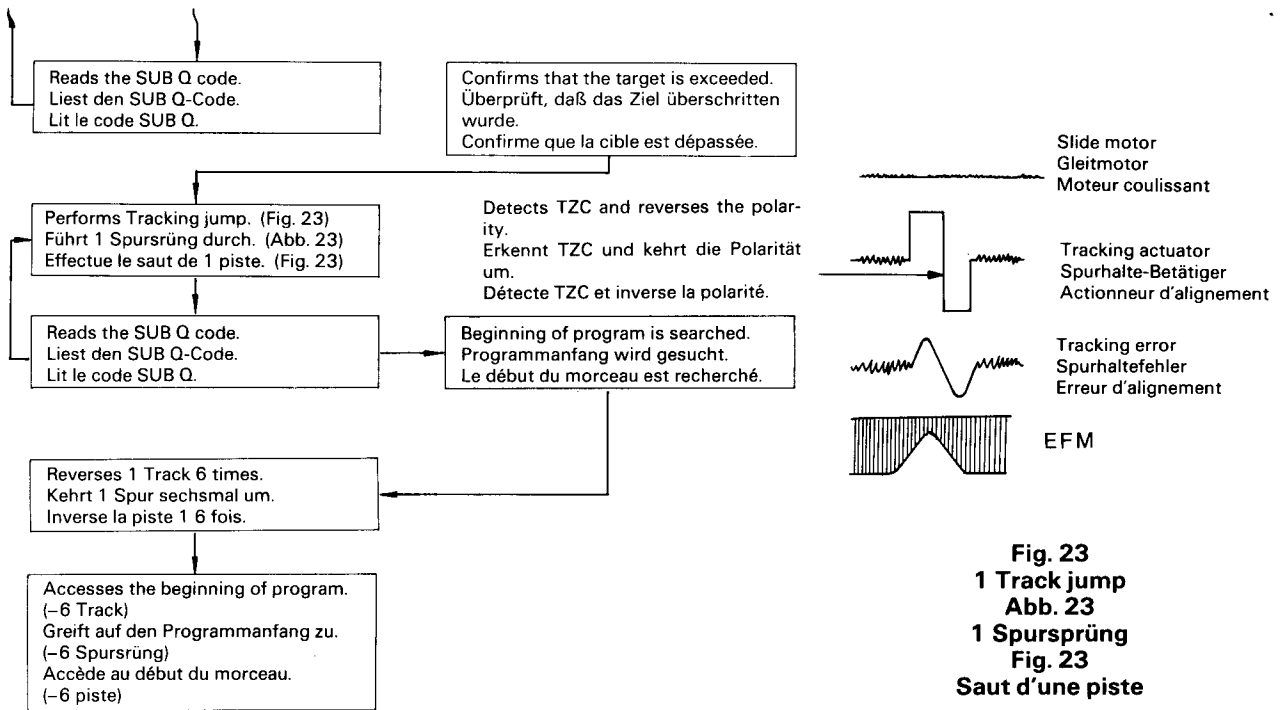 Reads the SUB Q code.
Liest den SUB Q-Code.
Lit le code SUB Q.
Confirms that the target is exceeded.
Überprüft, daß das Ziel überschritten
wurde.
Confirme que la cible est dépassée.
Performs Tracking jump. (Fig. 23)
Führt 1 Spursrüng durch. (Abb. 23)
Effectue le saut de 1 piste. (Fig. 23)
Detects TZC and reverses the polar-
ity.
Erkennt TZC und kehrt die Polarität
um.
Détecte TZC et inverse la polarité.
Slide motor
Gleitmotor
Moteur coulissant
Tracking actuator
Spurhalte-Betätiger
Actionneur d'alignement
Reads the SUB Q code.
Liest den SUB Q-Code.
Lit le code SUB Q.
Beginning of program is searched.
Programmanfang wird gesucht.
Le début du morceau est recherché.
Tracking error
Spurhaltefehler
Erreur d'alignement
EFM
Reverses 1 Track 6 times.
Kehrt 1 Spur sechsmal um.
Inverse la piste 1 6 fois.
Accesses the beginning of program.
(–6 Track)
Greift auf den Programmanfang zu.
(–6 Spursrüng)
Accède au début du morceau.
(–6 piste)
Fig. 23
1 Track jump
Abb. 23
1 Spursprüng
Fig. 23
Saut d'une piste